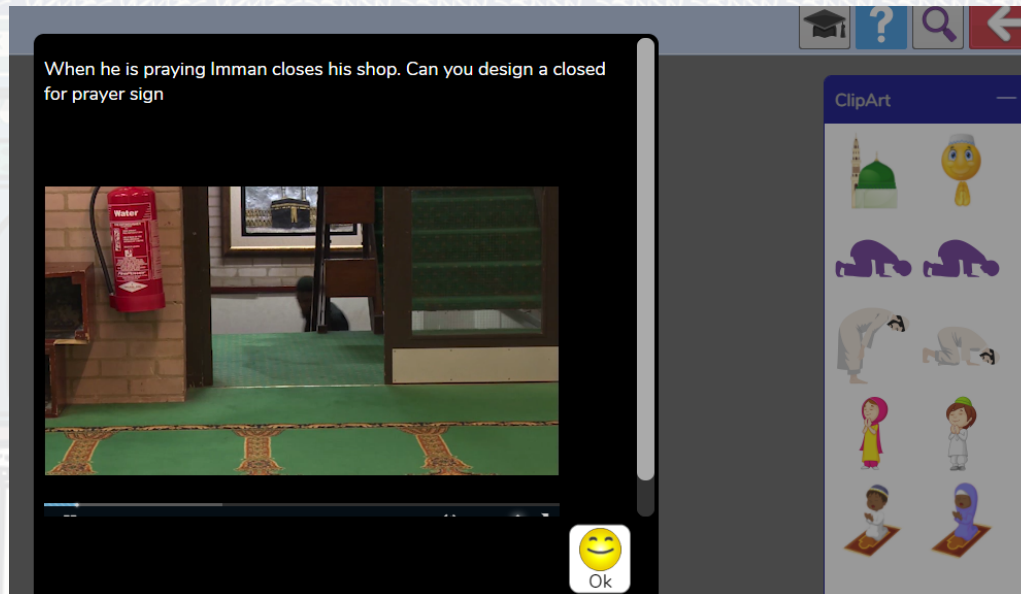 When he is praying Imman closes his shop. Can you design a closed
for prayer sign
?
ClipArt
Water
Ok